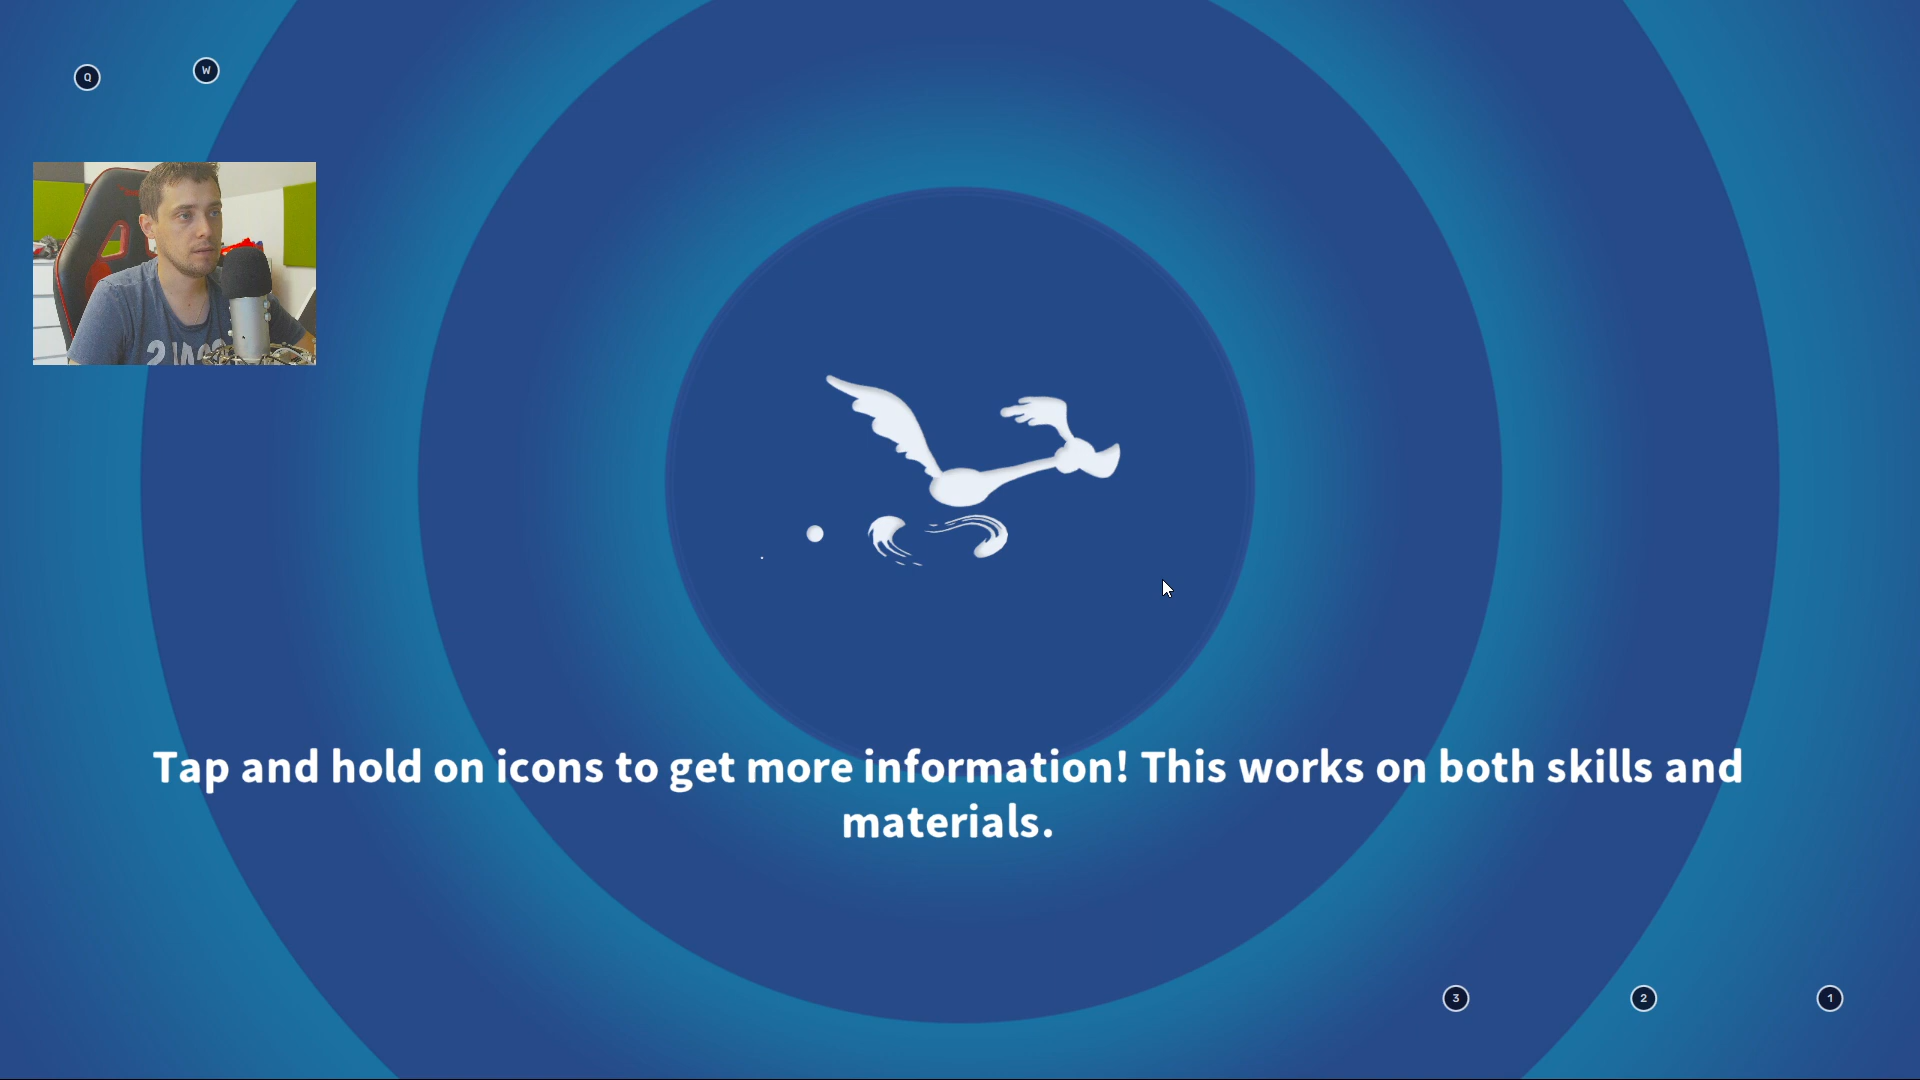 Q
W
Tap and hold on icons to get more information! This works on both skills and
materials.
3
2
1